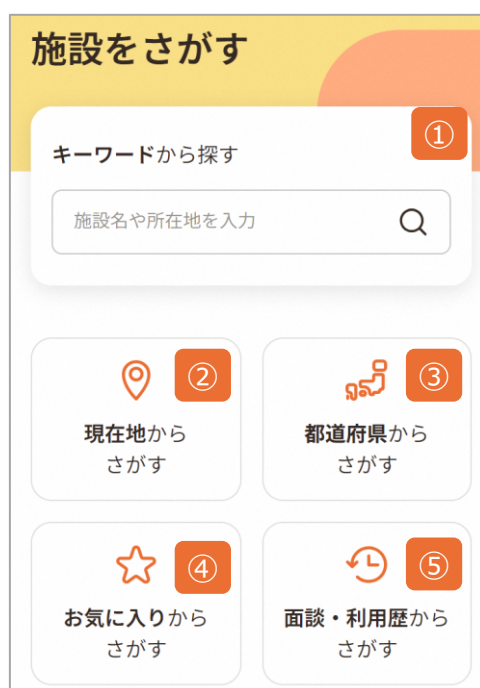 施設をさがす
①
キーワードから探す
施設名や所在地を入力
②
現在地から
さがす
③
都道府県から
さがす
④
お気に入りから
さがす
⑤
面談・利用歴から
さがす